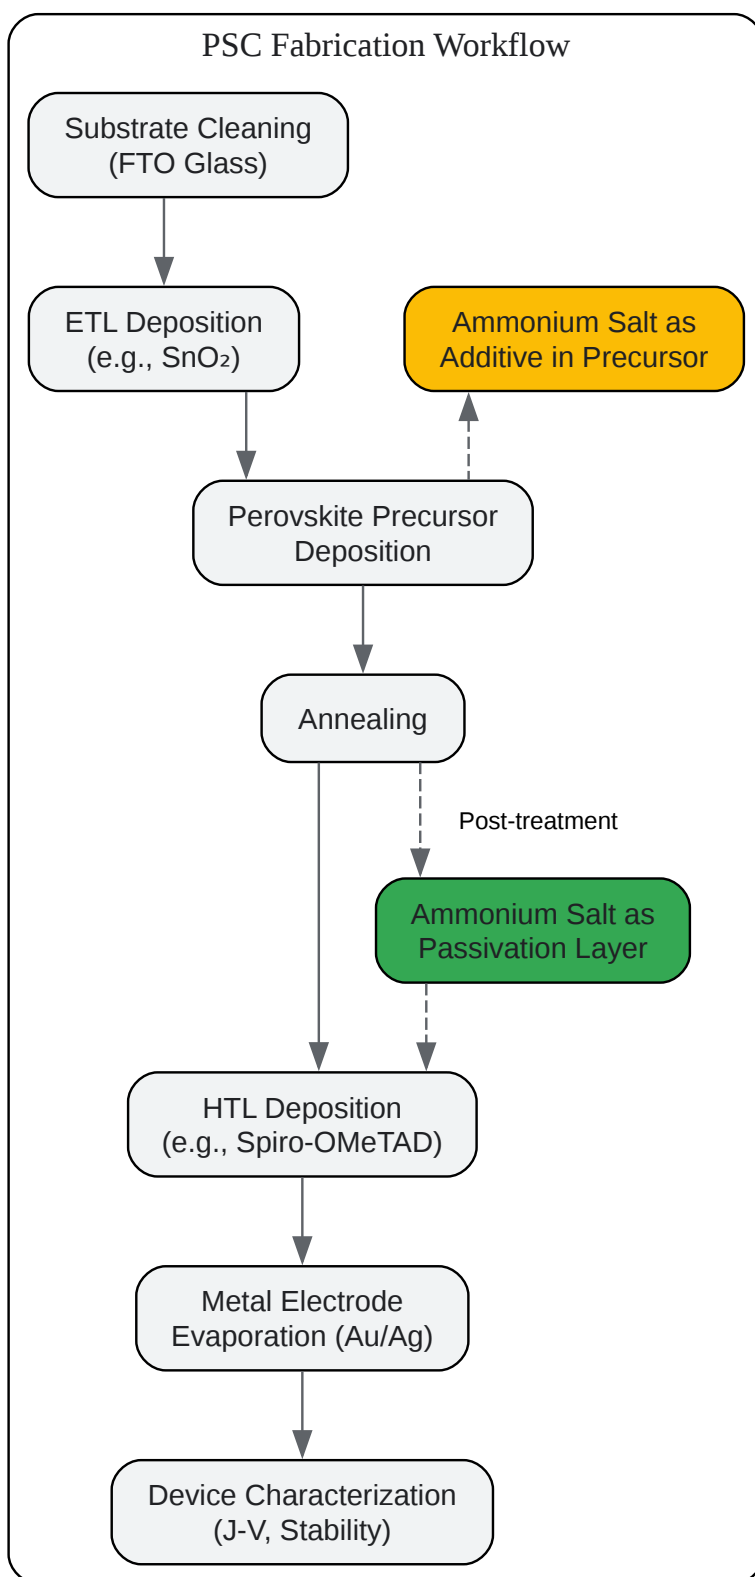 PSC Fabrication Workflow
Substrate Cleaning
(FTO Glass)
ETL Deposition
(e.g., SnO₂)
Ammonium Salt as
Additive in Precursor
Perovskite Precursor
Deposition
Annealing
Post-treatment
Ammonium Salt as
Passivation Layer
HTL Deposition
(e.g., Spiro-OMeTAD)
Metal Electrode
Evaporation (Au/Ag)
Device Characterization
(J-V, Stability)